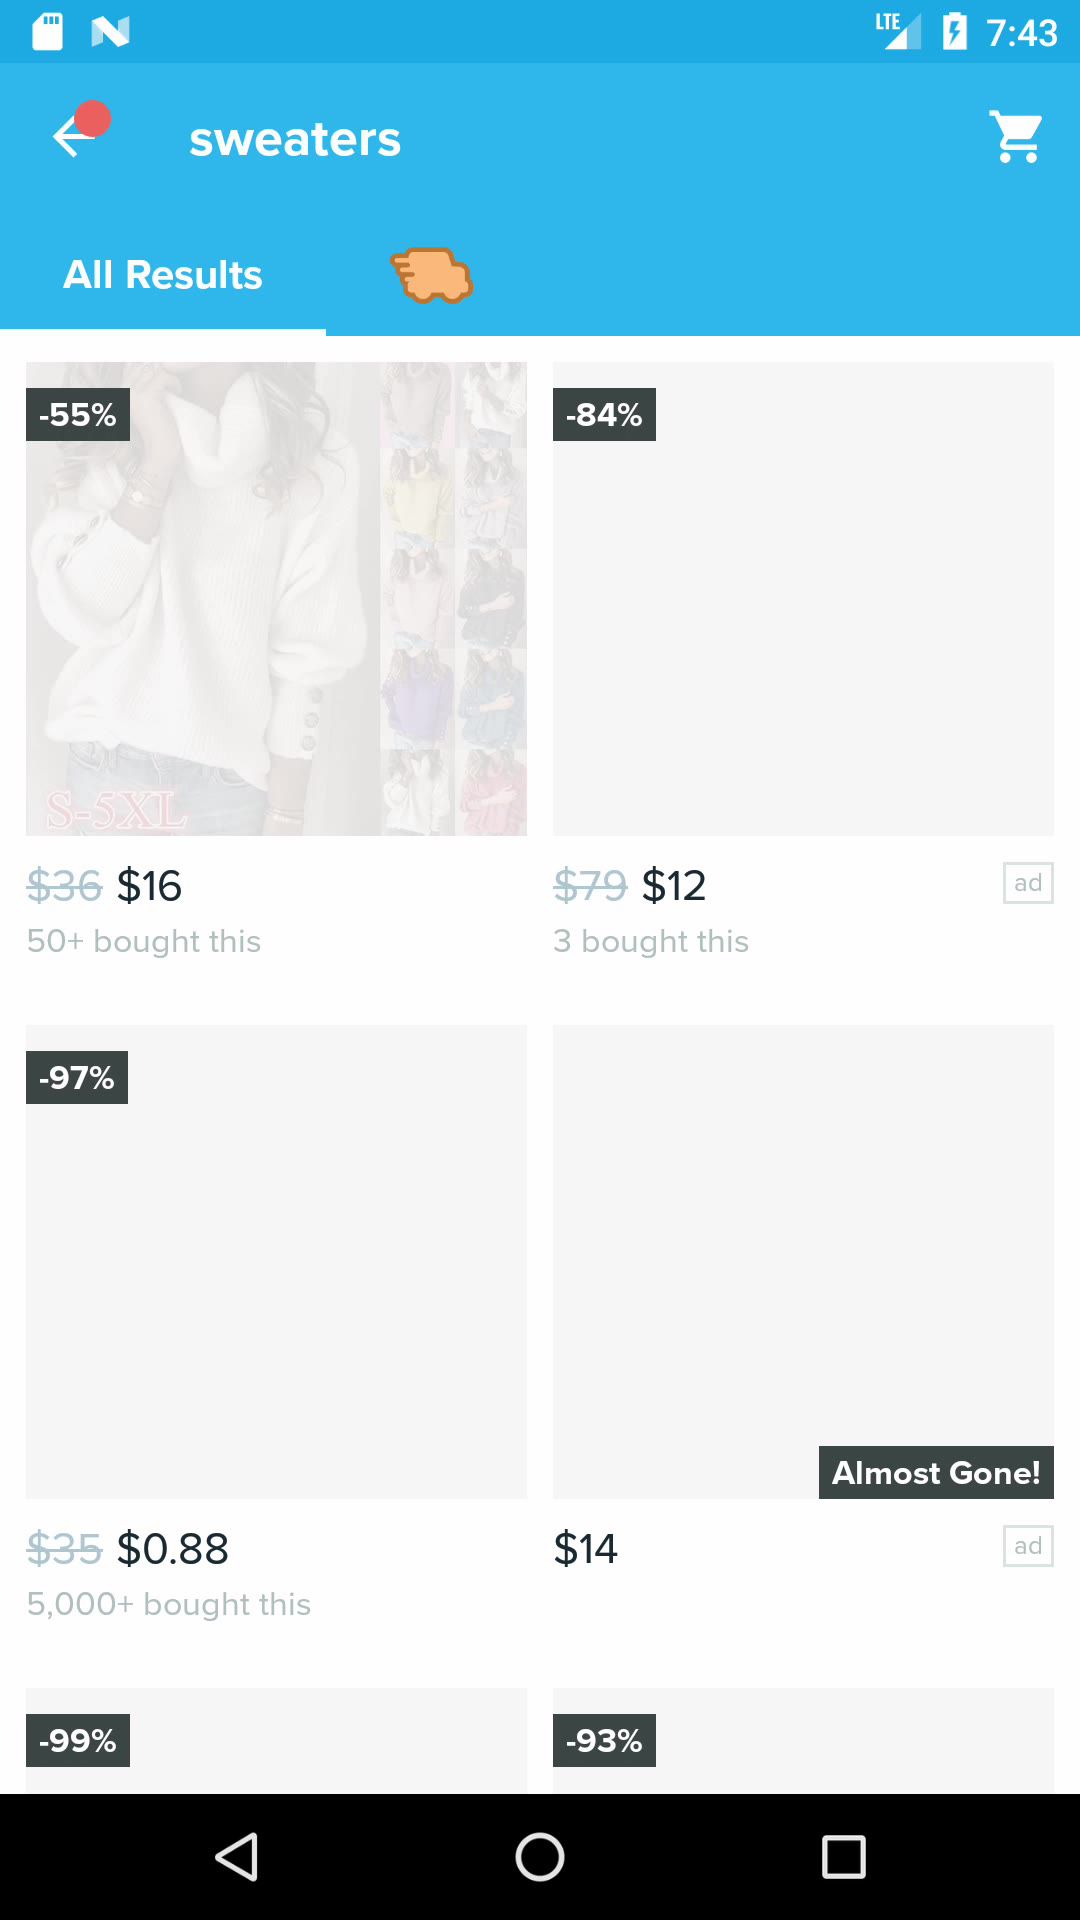 LTE 7:43
sweaters
All Results
-55%
-84%
S-5XL
$36 $16
$79 $12 ad
50+ bought this
3 bought this
-97%
Almost Gone!
$35 $0.88
$14 ad
5,000+ bought this
-99%
-93%